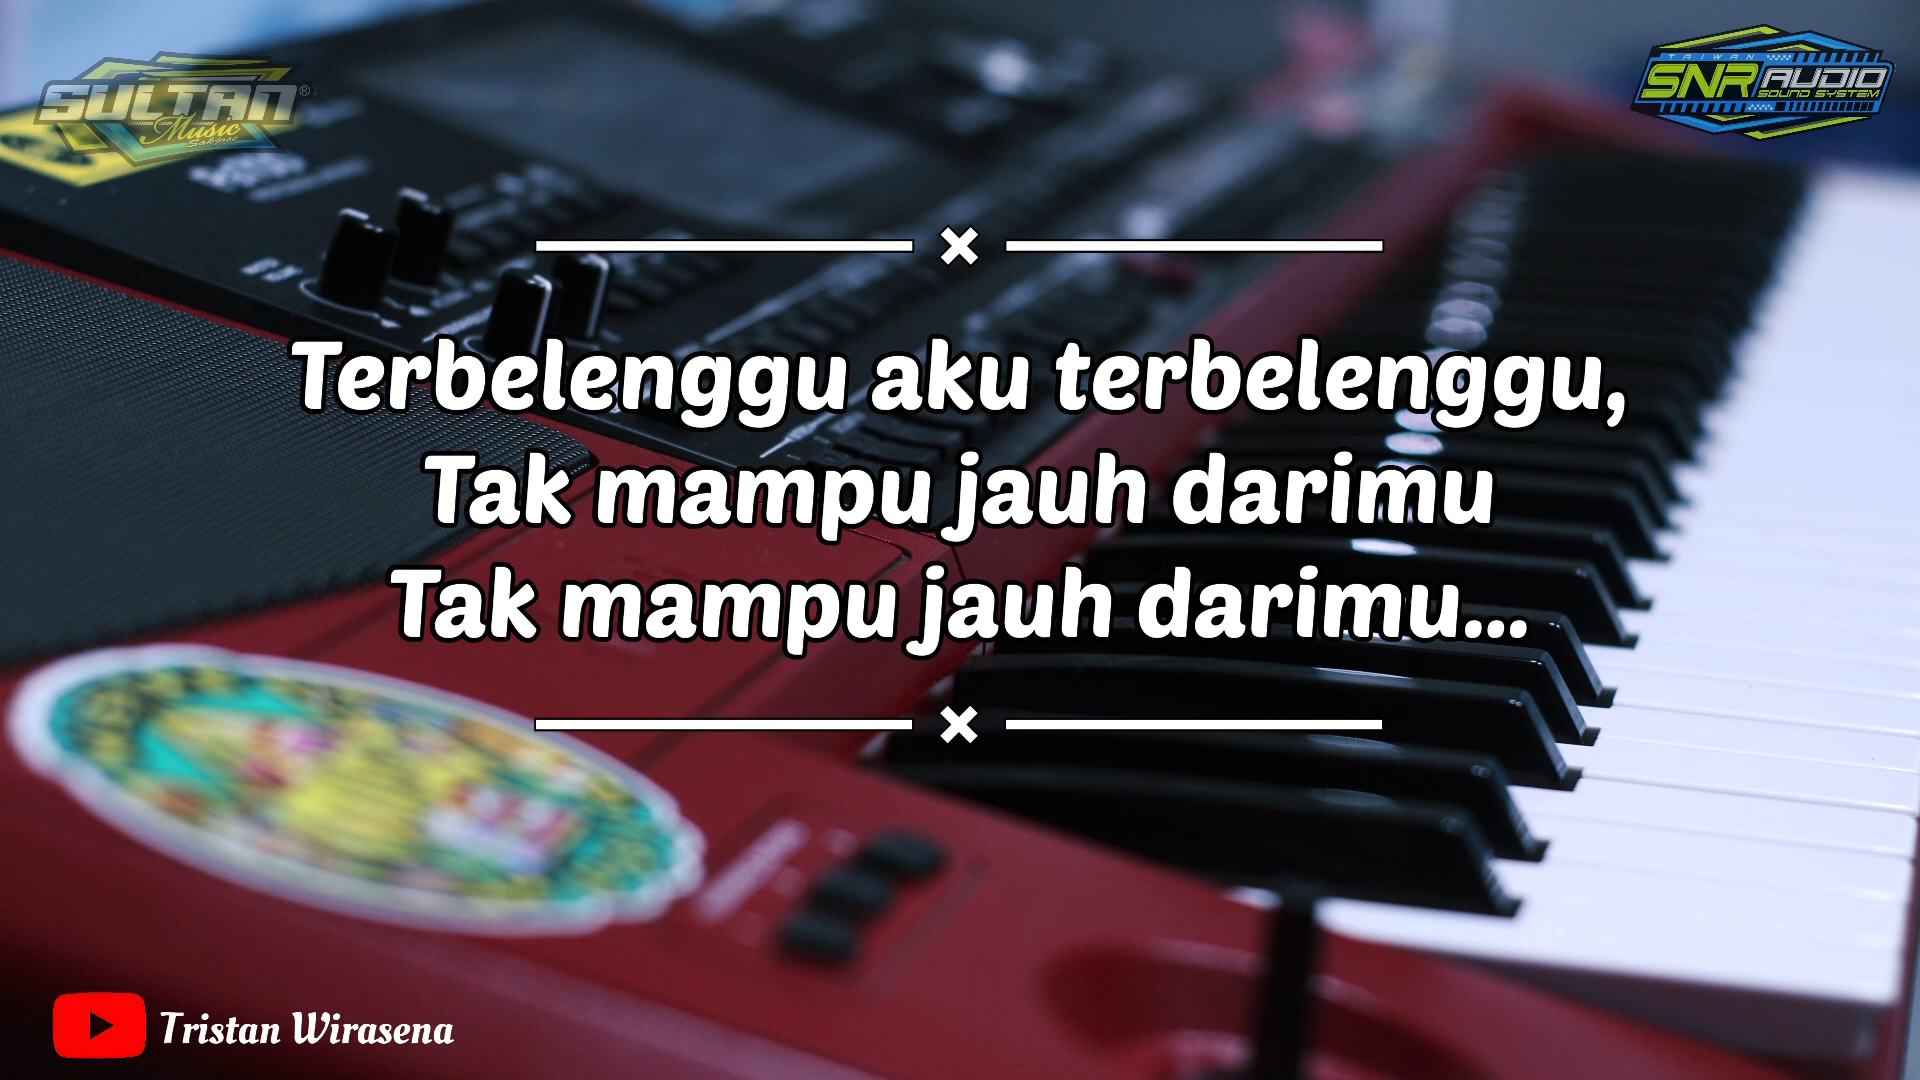 SULTAN®
Music
TAIWAN
SNR AUDIO
SOUND SYSTEM
Terbelenggu aku terbelenggu,
Tak mampu jauh darimu
Tak mampu jauh darimu...
Tristan Wirasena